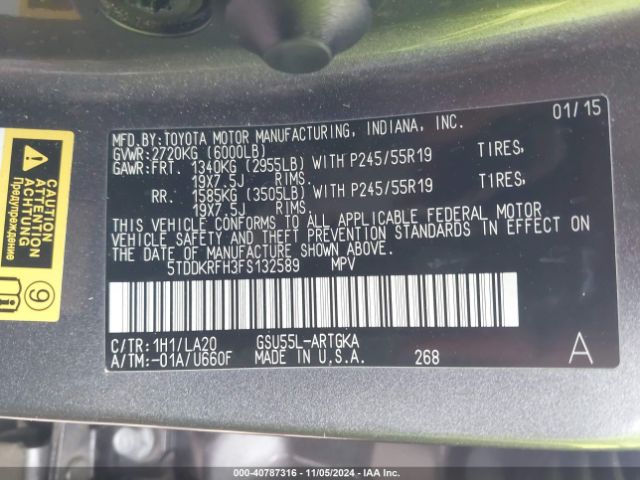 MFD.BY:TOYOTA MOTOR MANUFACTURING, INDIANA, INC. 01/15
GVWR:2720KG (6000LB)
GAWR:FRT. 1340KG (2955LB) WITH P245/55R19 TIRES,
19X7.5J RIMS.
RR. 1585KG (3505LB) WITH P245/55R19 TIRES,
19X7.5J RIMS.
THIS VEHICLE CONFORMS TO ALL APPLICABLE FEDERAL MOTOR
VEHICLE SAFETY AND THEFT PREVENTION STANDARDS IN EFFECT ON
THE DATE OF MANUFACTURE SHOWN ABOVE.
5TDDKRFH3FS132589 MPV
C/TR:1H1/LA20 GSU55L-ARTGKA
A/TM:-01A/U660F MADE IN U.S.A. 268 A
WARNING
ATTENTION
ACHTUNG
Предупреждение
9
000-40787316 - 11/05/2024 - IAA Inc.